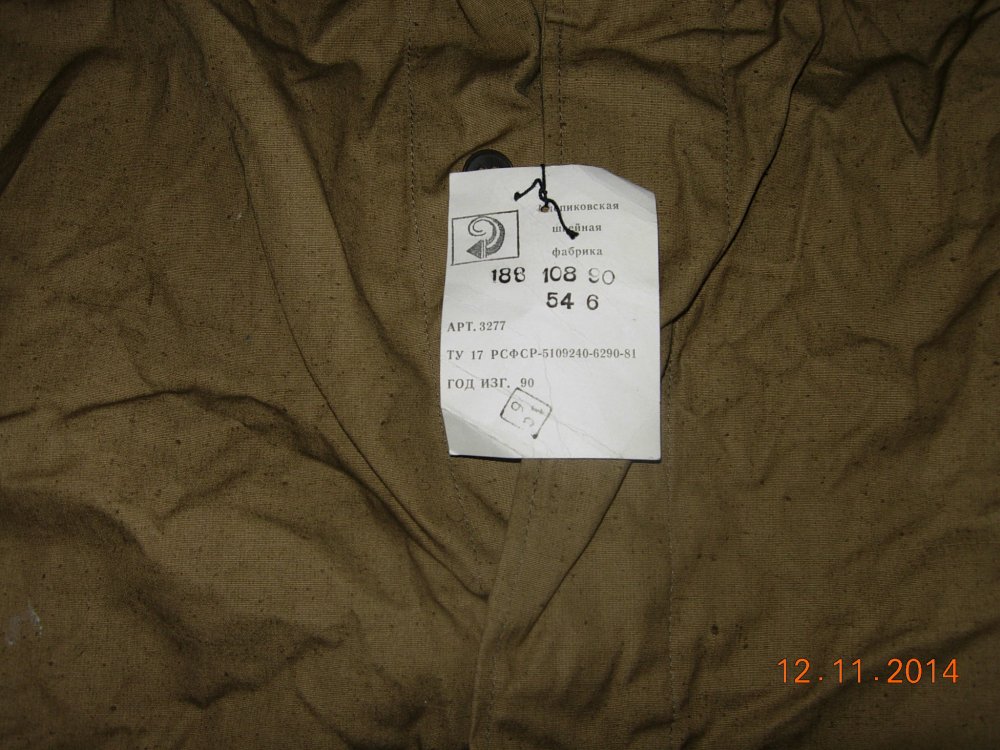 швейная
фабрика
188 108 90
54 6
АРТ. 3277
ТУ 17 РСФСР-5109240-6290-81
ГОД ИЗГ. 90
12.11.2014